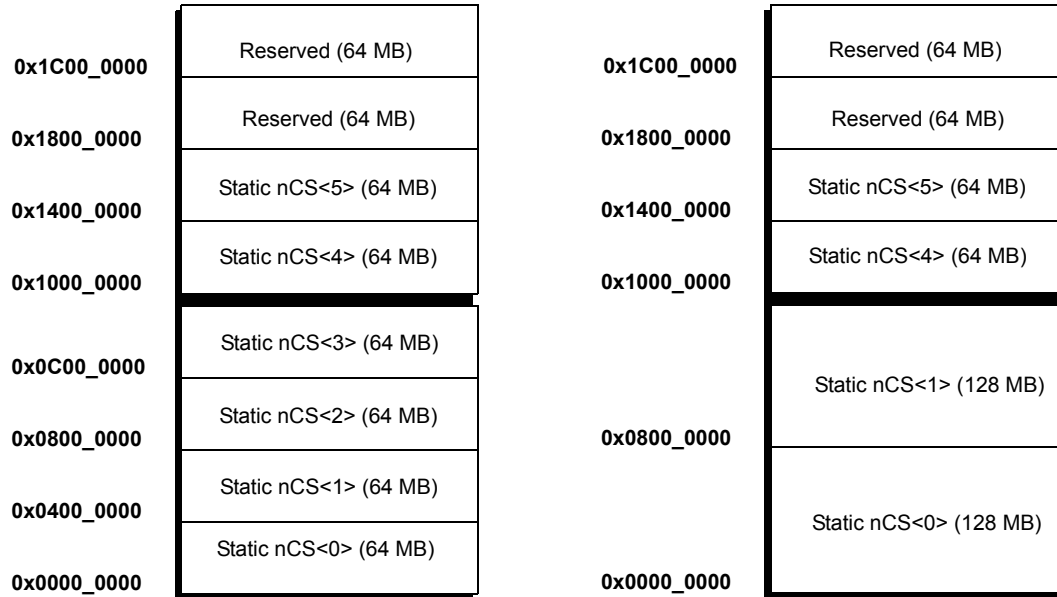 Reserved (64 MB)
0x1C00_0000
Reserved (64 MB)
0x1800_0000
Static nCS<5> (64 MB)
0x1400_0000
Static nCS<4> (64 MB)
0x1000_0000
Static nCS<3> (64 MB)
0x0C00_0000
Static nCS<2> (64 MB)
0x0800_0000
Static nCS<1> (64 MB)
0x0400_0000
Static nCS<0> (64 MB)
0x0000_0000
Reserved (64 MB)
0x1C00_0000
Reserved (64 MB)
0x1800_0000
Static nCS<5> (64 MB)
0x1400_0000
Static nCS<4> (64 MB)
0x1000_0000
Static nCS<1> (128 MB)
0x0800_0000
Static nCS<0> (128 MB)
0x0000_0000